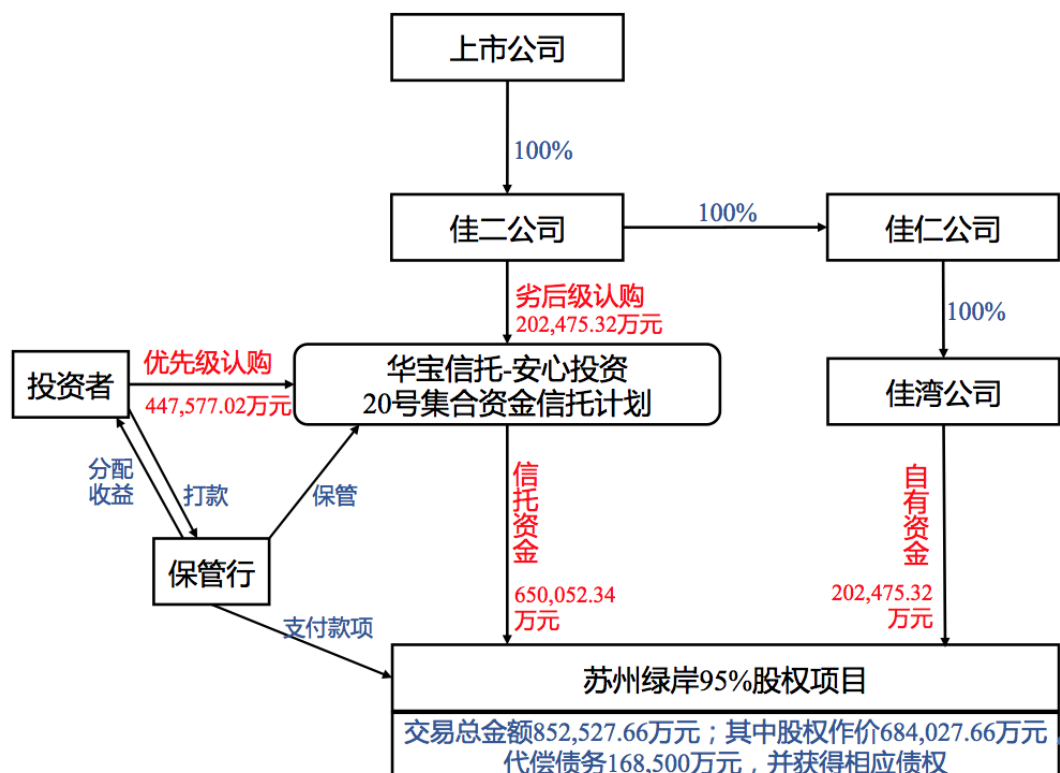 上市公司
100%
佳二公司
100%
佳仁公司
劣后级认购
202,475.32万元
100%
投资者
优先级认购
447,577.02万元
华宝信托-安心投资
20号集合资金信托计划
佳湾公司
分配
收益
打款
保管
信托资金
自有资金
保管行
650,052.34
万元
202,475.32
万元
支付款项
苏州绿岸95%股权项目
交易总金额852,527.66万元；其中股权作价684,027.66万元，
代偿债务168,500万元，并获得相应债权